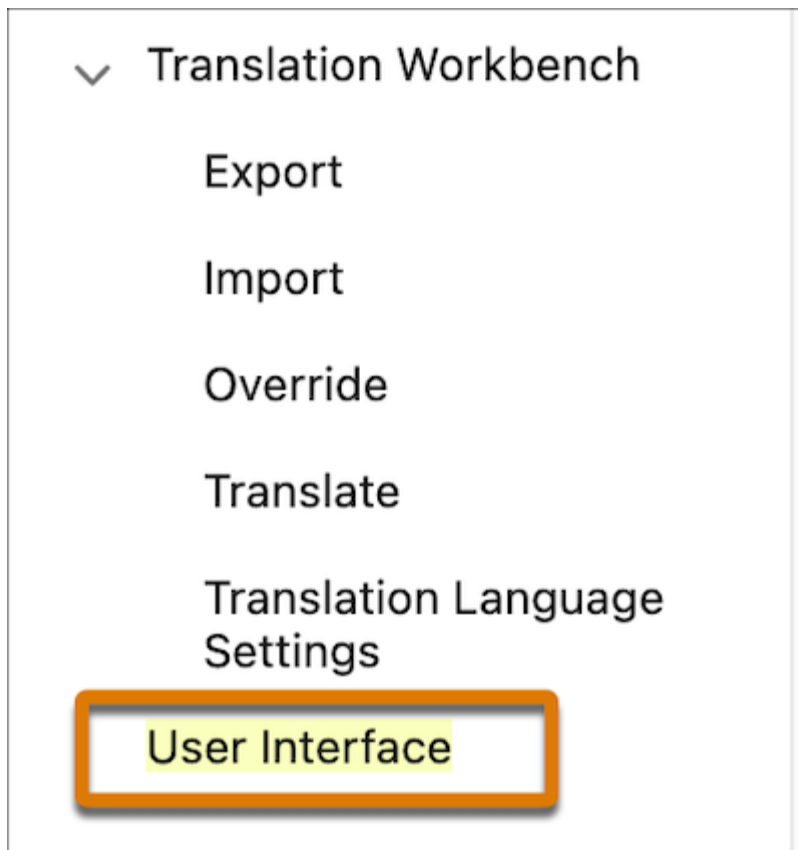 Translation Workbench
Export
Import
Override
Translate
Translation Language
Settings
User Interface